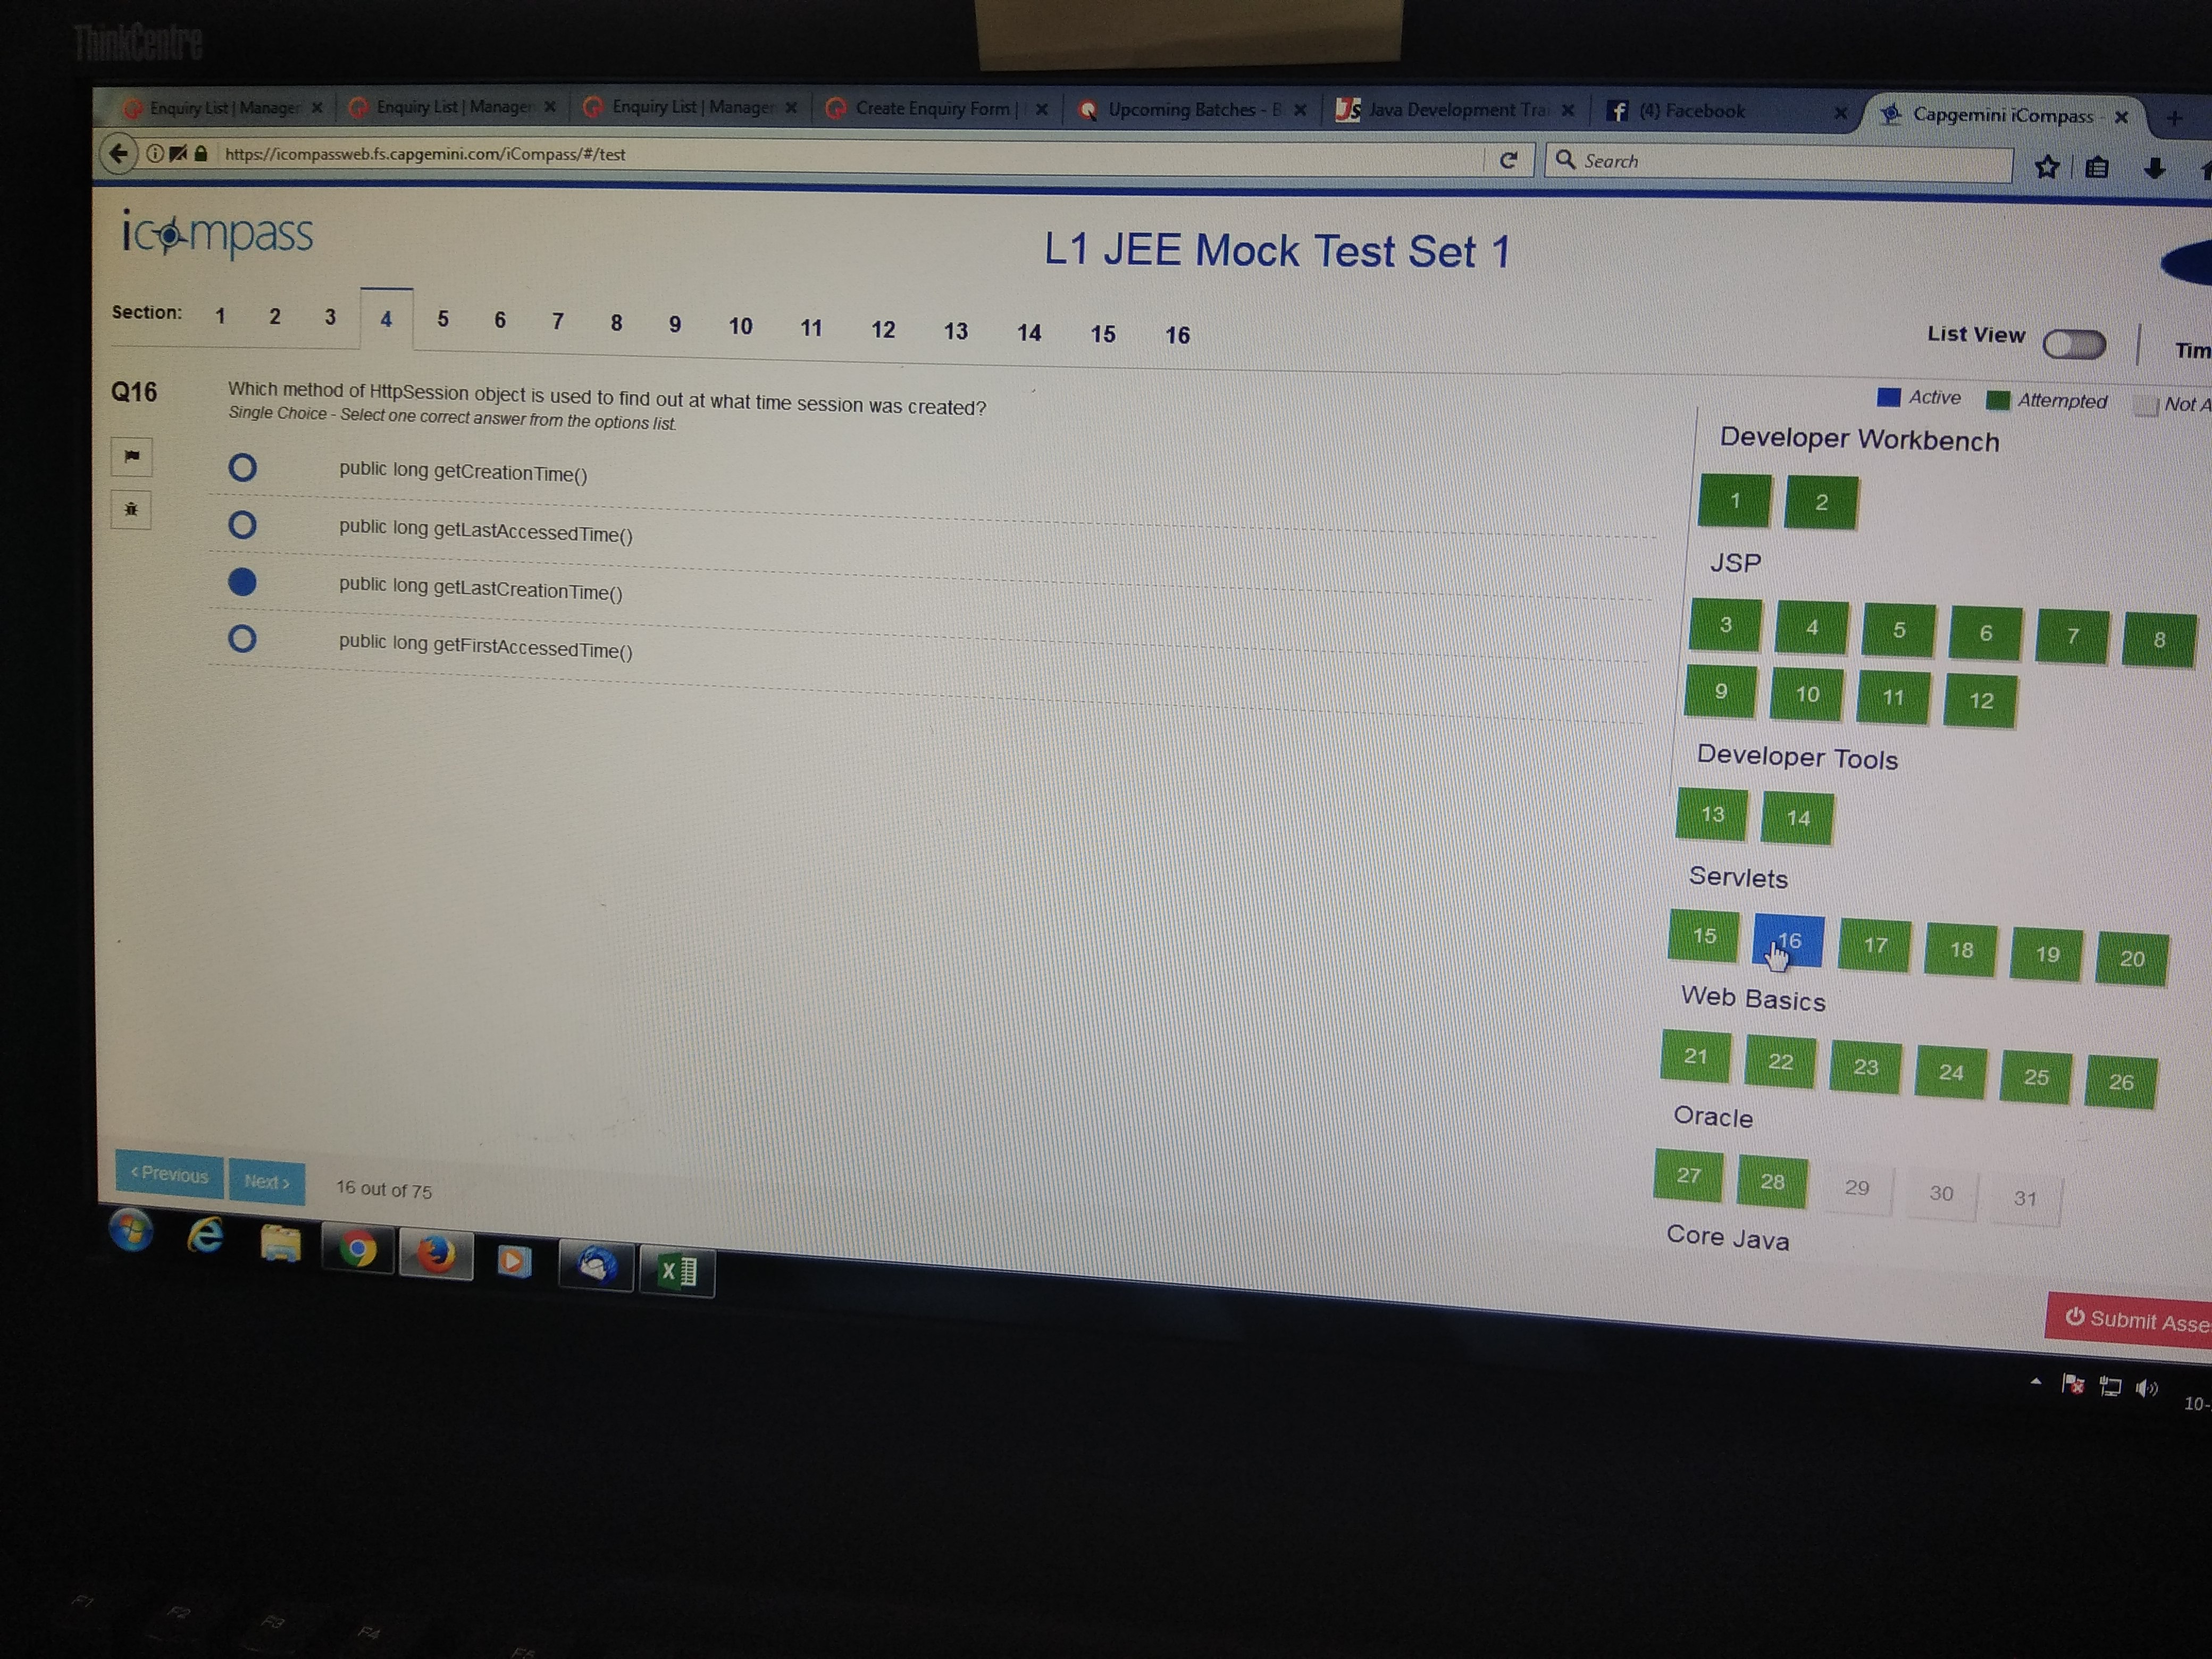 ThinkCentre
Enquiry List | Manager
Enquiry List | Manager
Enquiry List | Manager
Create Enquiry Form |
Upcoming Batches - B
Java Development Tra
(4) Facebook
Capgemini iCompass -
https://icompassweb.fs.capgemini.com/iCompass/#/test
Search
icompass
L1 JEE Mock Test Set 1
Section: 1 2 3 4 5 6 7 8 9 10 11 12 13 14 15 16
List View
Tim
Active Attempted Not A
Q16
Which method of HttpSession object is used to find out at what time session was created?
Single Choice - Select one correct answer from the options list.
public long getCreationTime()
public long getLastAccessedTime()
public long getLastCreationTime()
public long getFirstAccessedTime()
Developer Workbench
1 2
JSP
3 4 5 6 7 8
9 10 11 12
Developer Tools
13 14
Servlets
15 16 17 18 19 20
Web Basics
21 22 23 24 25 26
Oracle
27 28 29 30 31
Core Java
< Previous
Next >
16 out of 75
Submit Asse
10-
F1 F2 F3 F4 F5